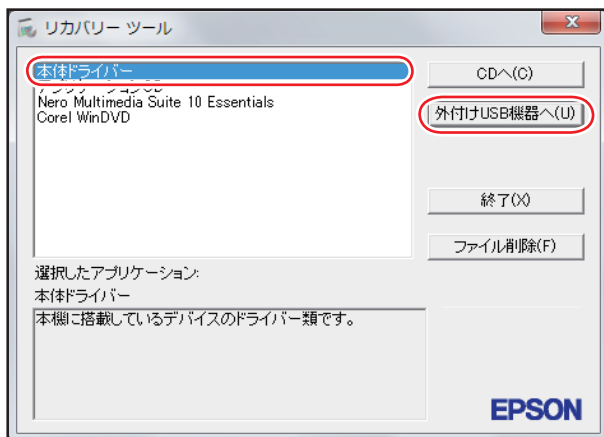 リカバリー ツール
本体ドライバー
Nero Multimedia Suite 10 Essentials
Corel WinDVD
CDへ(C)
外付けUSB機器へ(U)
終了(X)
ファイル削除(F)
選択したアプリケーション:
本体ドライバー
本機に搭載しているデバイスのドライバー類です。
EPSON